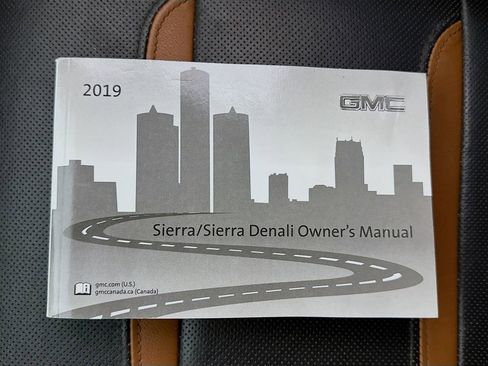 2019
GMC
Sierra/Sierra Denali Owner's Manual
gmc.com (U.S.)
gmccanada.ca (Canada)